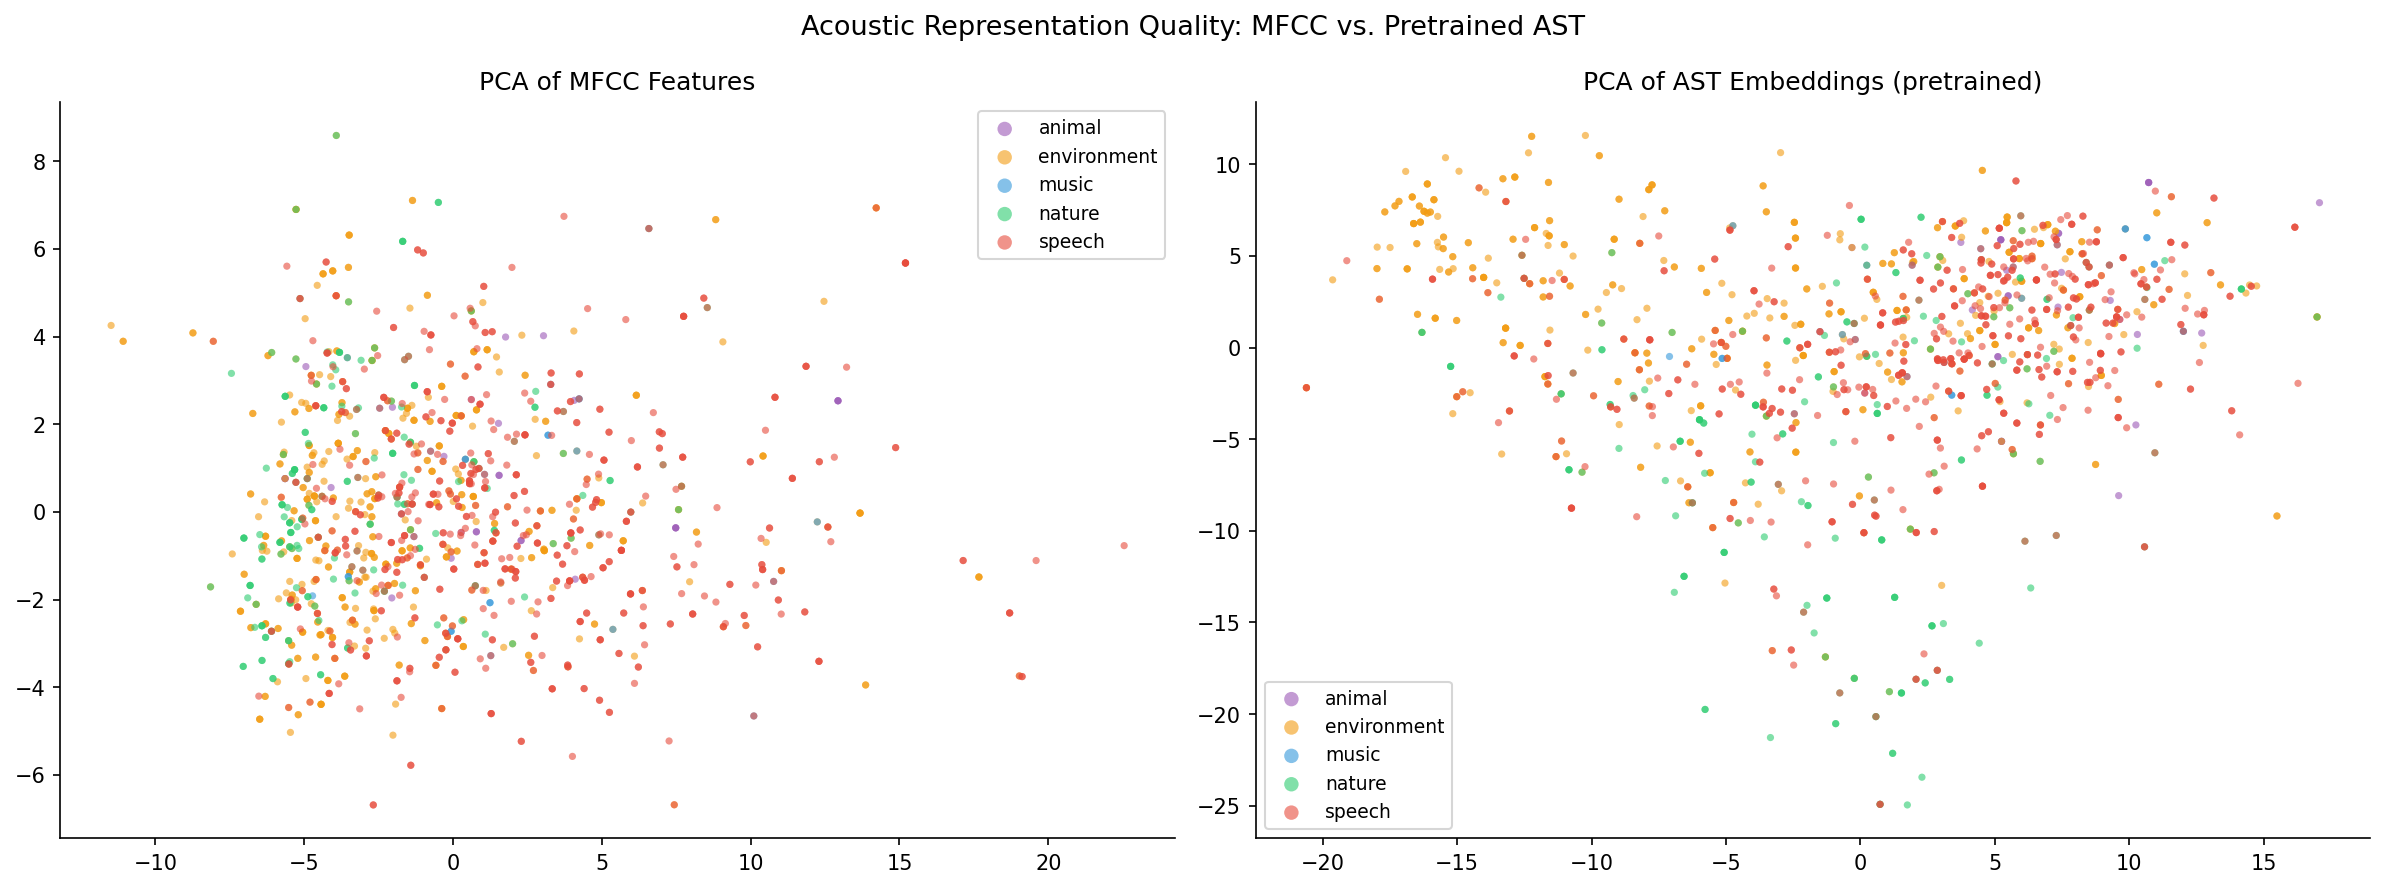 Acoustic Representation Quality: MFCC vs. Pretrained AST
PCA of MFCC Features
animal
environment
music
nature
speech
8
6
4
2
0
−2
−4
−6
−10
−5
0
5
10
15
20
PCA of AST Embeddings (pretrained)
10
5
0
−5
−10
−15
−20
−25
animal
environment
music
nature
speech
−20
−15
−10
−5
0
5
10
15